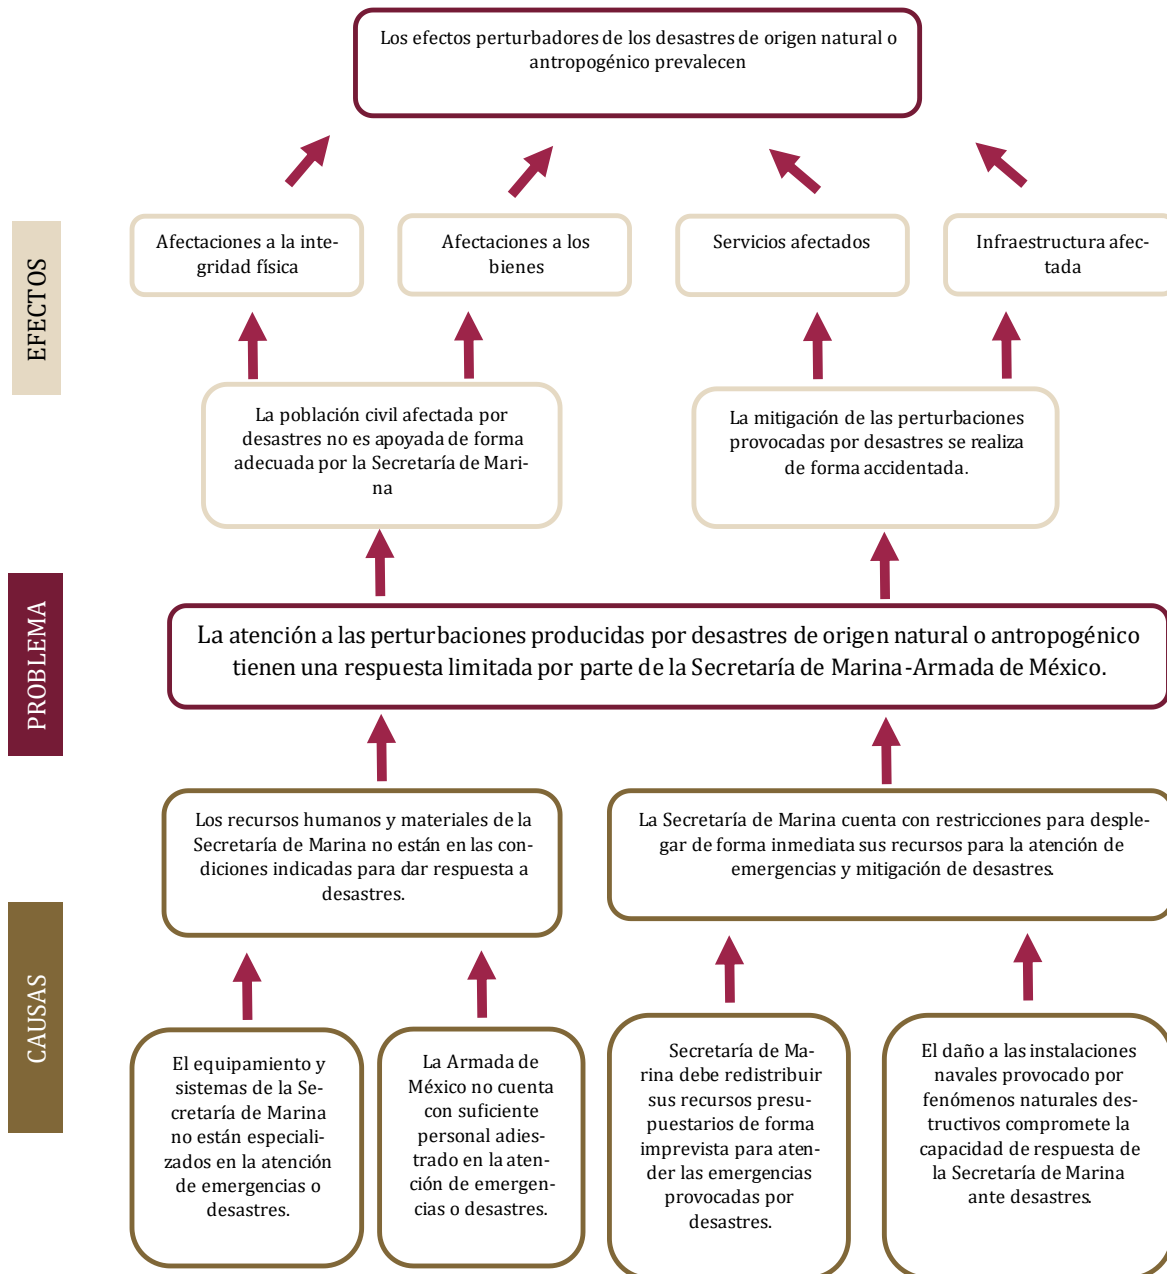 Los efectos perturbadores de los desastres de origen natural o
antropogénico prevalecen
EFECTOS
Afectaciones a la inte-
gridad física
Afectaciones a los
bienes
Servicios afectados
Infraestructura afec-
tada
La población civil afectada por
desastres no es apoyada de forma
adecuada por la Secretaría de Mari-
na
La mitigación de las perturbaciones
provocadas por desastres se realiza
de forma accidentada.
PROBLEMA
La atención a las perturbaciones producidas por desastres de origen natural o antropogénico
tienen una respuesta limitada por parte de la Secretaría de Marina-Armada de México.
Los recursos humanos y materiales de la
Secretaría de Marina no están en las con-
diciones indicadas para dar respuesta a
desastres.
La Secretaría de Marina cuenta con restricciones para desple-
gar de forma inmediata sus recursos para la atención de
emergencias y mitigación de desastres.
CAUSAS
El equipamiento y
sistemas de la Se-
cretaría de Marina
no están especiali-
zados en la atención
de emergencias o
desastres.
La Armada de
México no cuenta
con suficiente
personal adies-
trado en la aten-
ción de emergen-
cias o desastres.
Secretaría de Ma-
rina debe redistribuir
sus recursos presu-
puestarios de forma
imprevista para aten-
der las emergencias
provocadas por
desastres.
El daño a las instalaciones
navales provocado por
fenómenos naturales des-
tructivos compromete la
capacidad de respuesta de
la Secretaría de Marina
ante desastres.